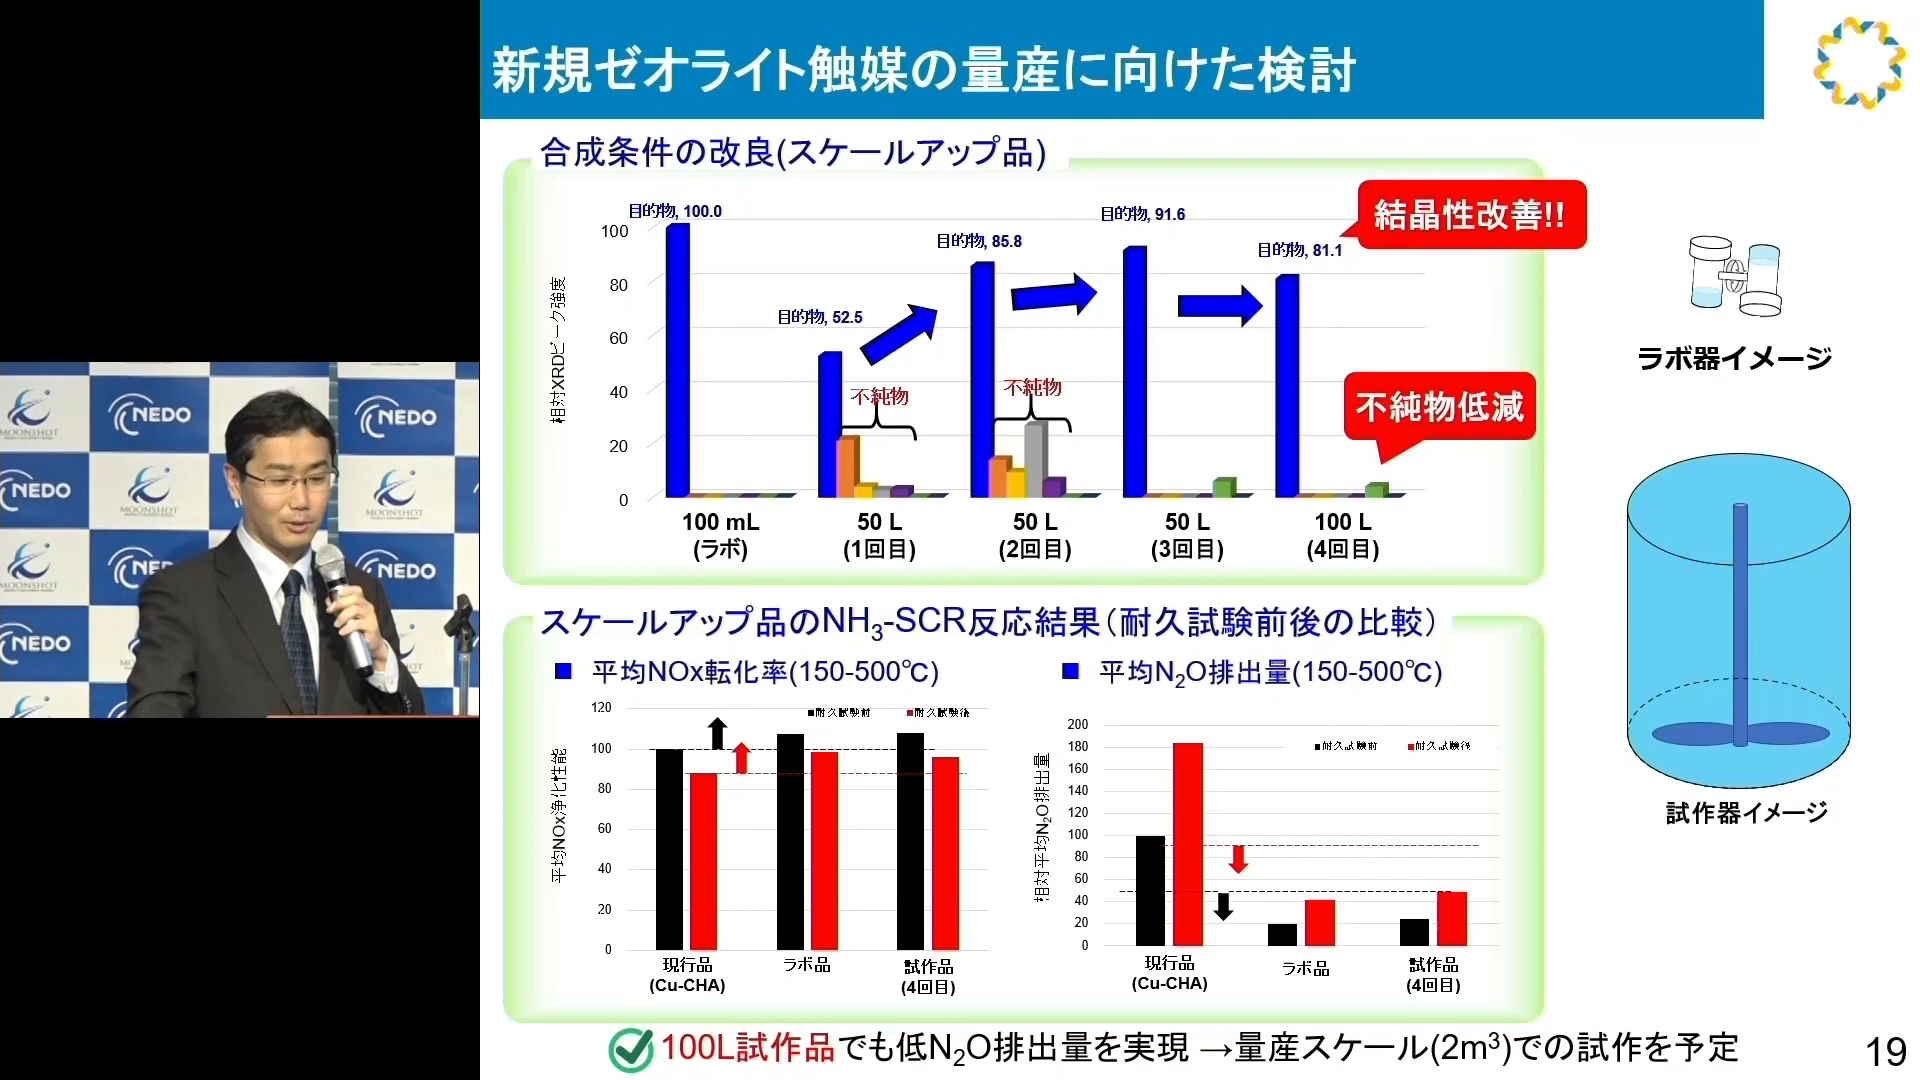 新規ゼオライト触媒の量産に向けた検討
合成条件の改良(スケールアップ品)
相対XRDピーク強度
100
80
60
40
20
0
目的物, 100.0
目的物, 52.5
目的物, 85.8
目的物, 91.6
目的物, 81.1
不純物
不純物
結晶性改善!!
不純物低減
100 mL
(ラボ)
50 L
(1回目)
50 L
(2回目)
50 L
(3回目)
100 L
(4回目)
ラボ器イメージ
試作器イメージ
スケールアップ品のNH3-SCR反応結果（耐久試験前後の比較）
平均NOx転化率(150-500℃)
平均NOx浄化性能
120
100
80
60
40
20
0
耐久試験前
耐久試験後
現行品
(Cu-CHA)
ラボ品
試作品
(4回目)
平均N2O排出量(150-500℃)
相対平均N2O排出量
200
180
160
140
120
100
80
60
40
20
0
耐久試験前
耐久試験後
現行品
(Cu-CHA)
ラボ品
試作品
(4回目)
100L試作品でも低N2O排出量を実現 →量産スケール(2m3)での試作を予定
19
MOONSHOT
NEDO
NEDO
NEDO
MOONSHOT
MOONSHOT
MOONSHOT
NEDO
NEDO
NEDO